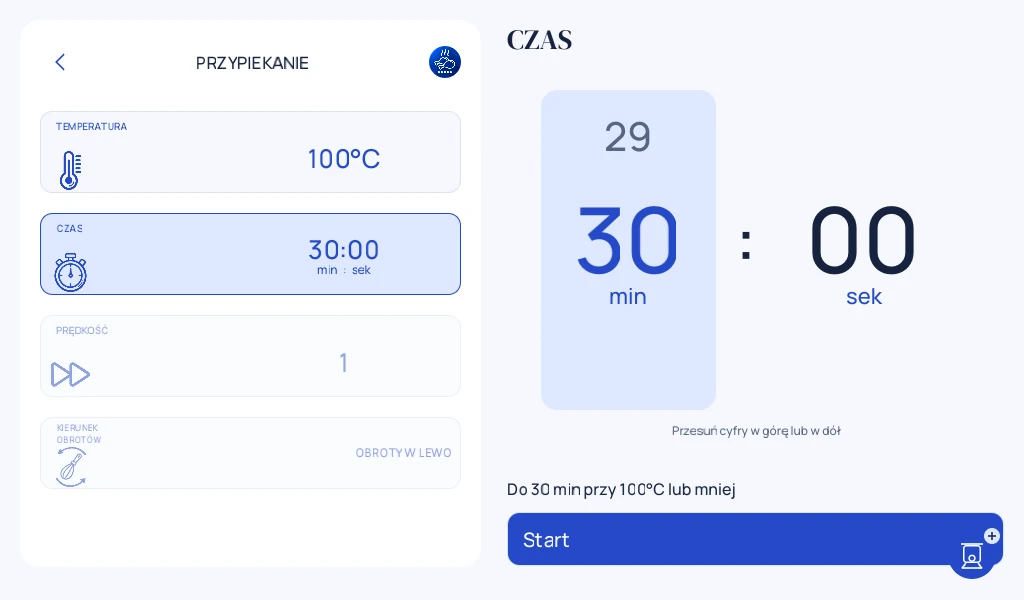 PRZYPIEKANIE
TEMPERATURA
100°C
CZAS
30:00
min : sek
PRĘDKOŚĆ
1
KIERUNEK
OBROTÓW
OBROTY W LEWO
CZAS
29
30 : 00
min sek
Przesuń cyfry w górę lub w dół
Do 30 min przy 100°C lub mniej
Start